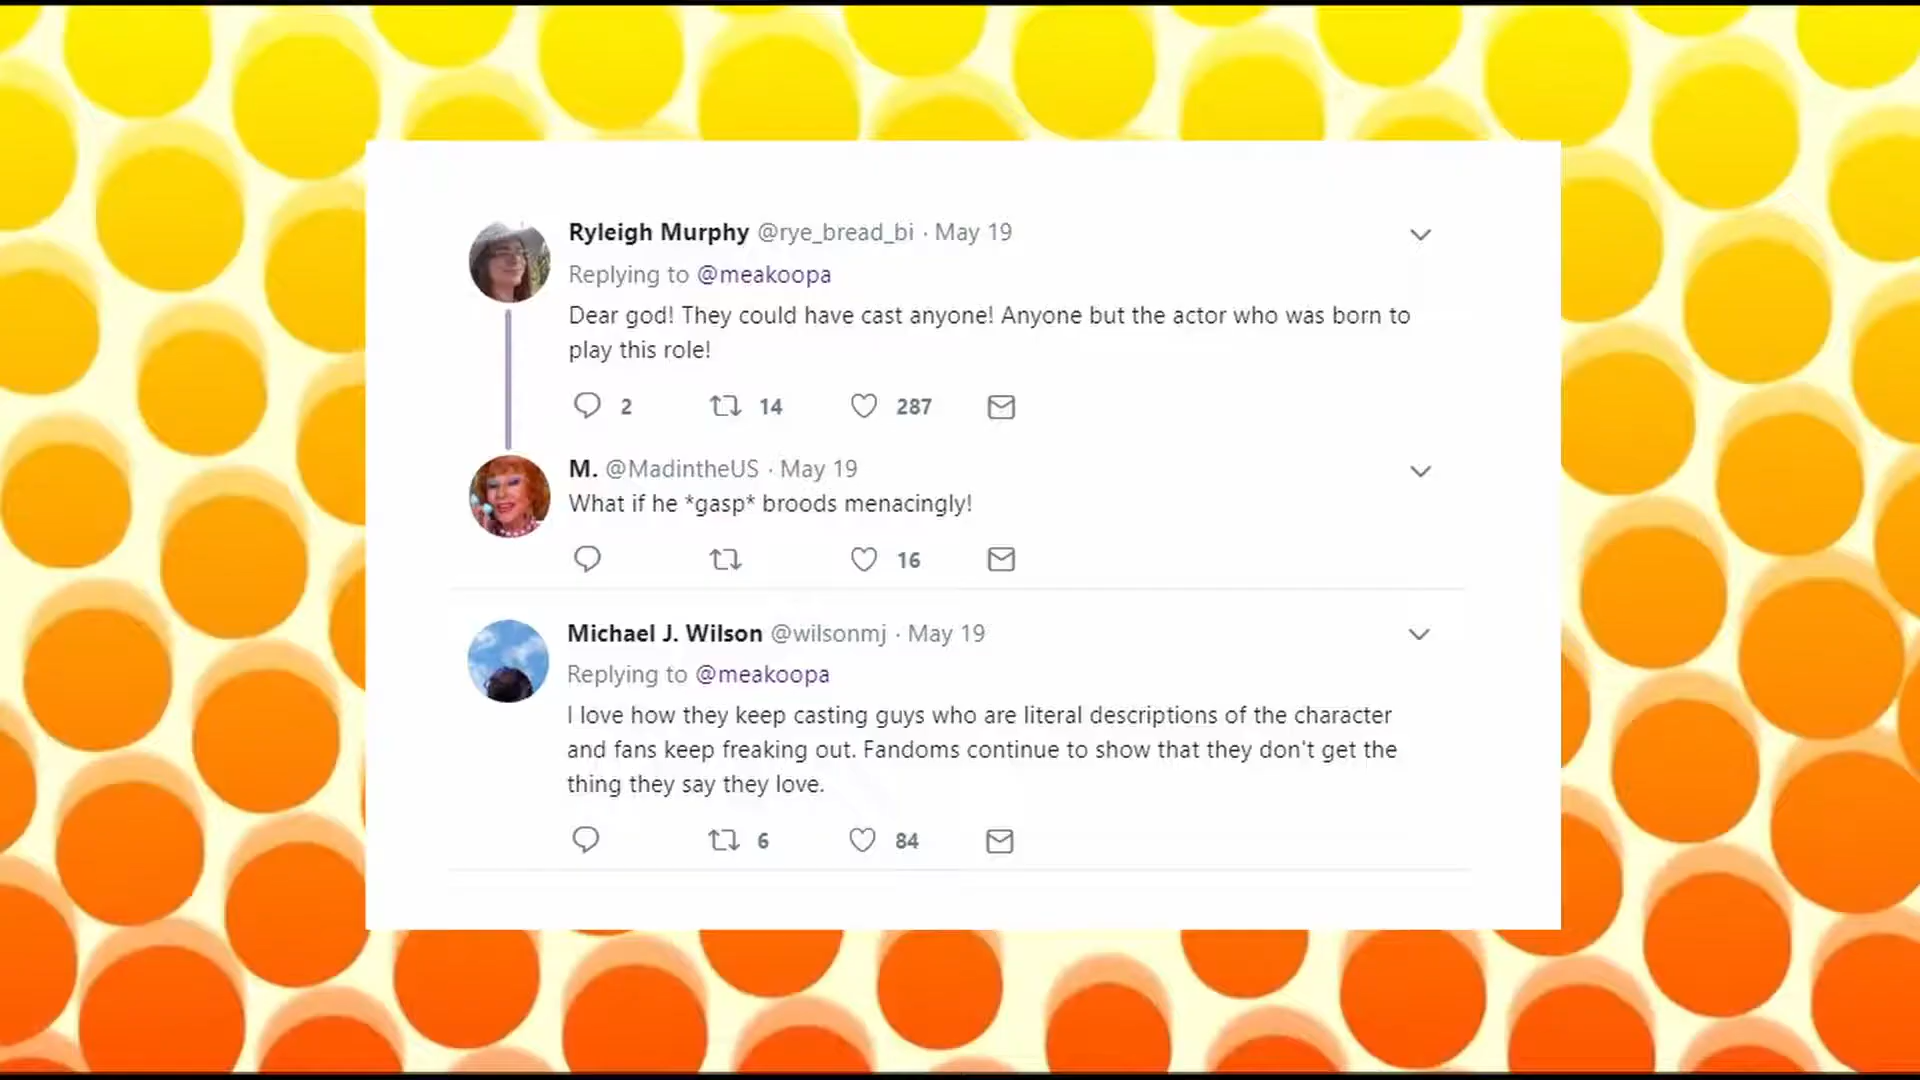 Ryleigh Murphy @rye_bread_bi · May 19
Replying to @meakoopa
Dear god! They could have cast anyone! Anyone but the actor who was born to
play this role!
2 14 287
M. @MadintheUS · May 19
What if he *gasp* broods menacingly!
16
Michael J. Wilson @wilsonmj · May 19
Replying to @meakoopa
I love how they keep casting guys who are literal descriptions of the character
and fans keep freaking out. Fandoms continue to show that they don't get the
thing they say they love.
6 84